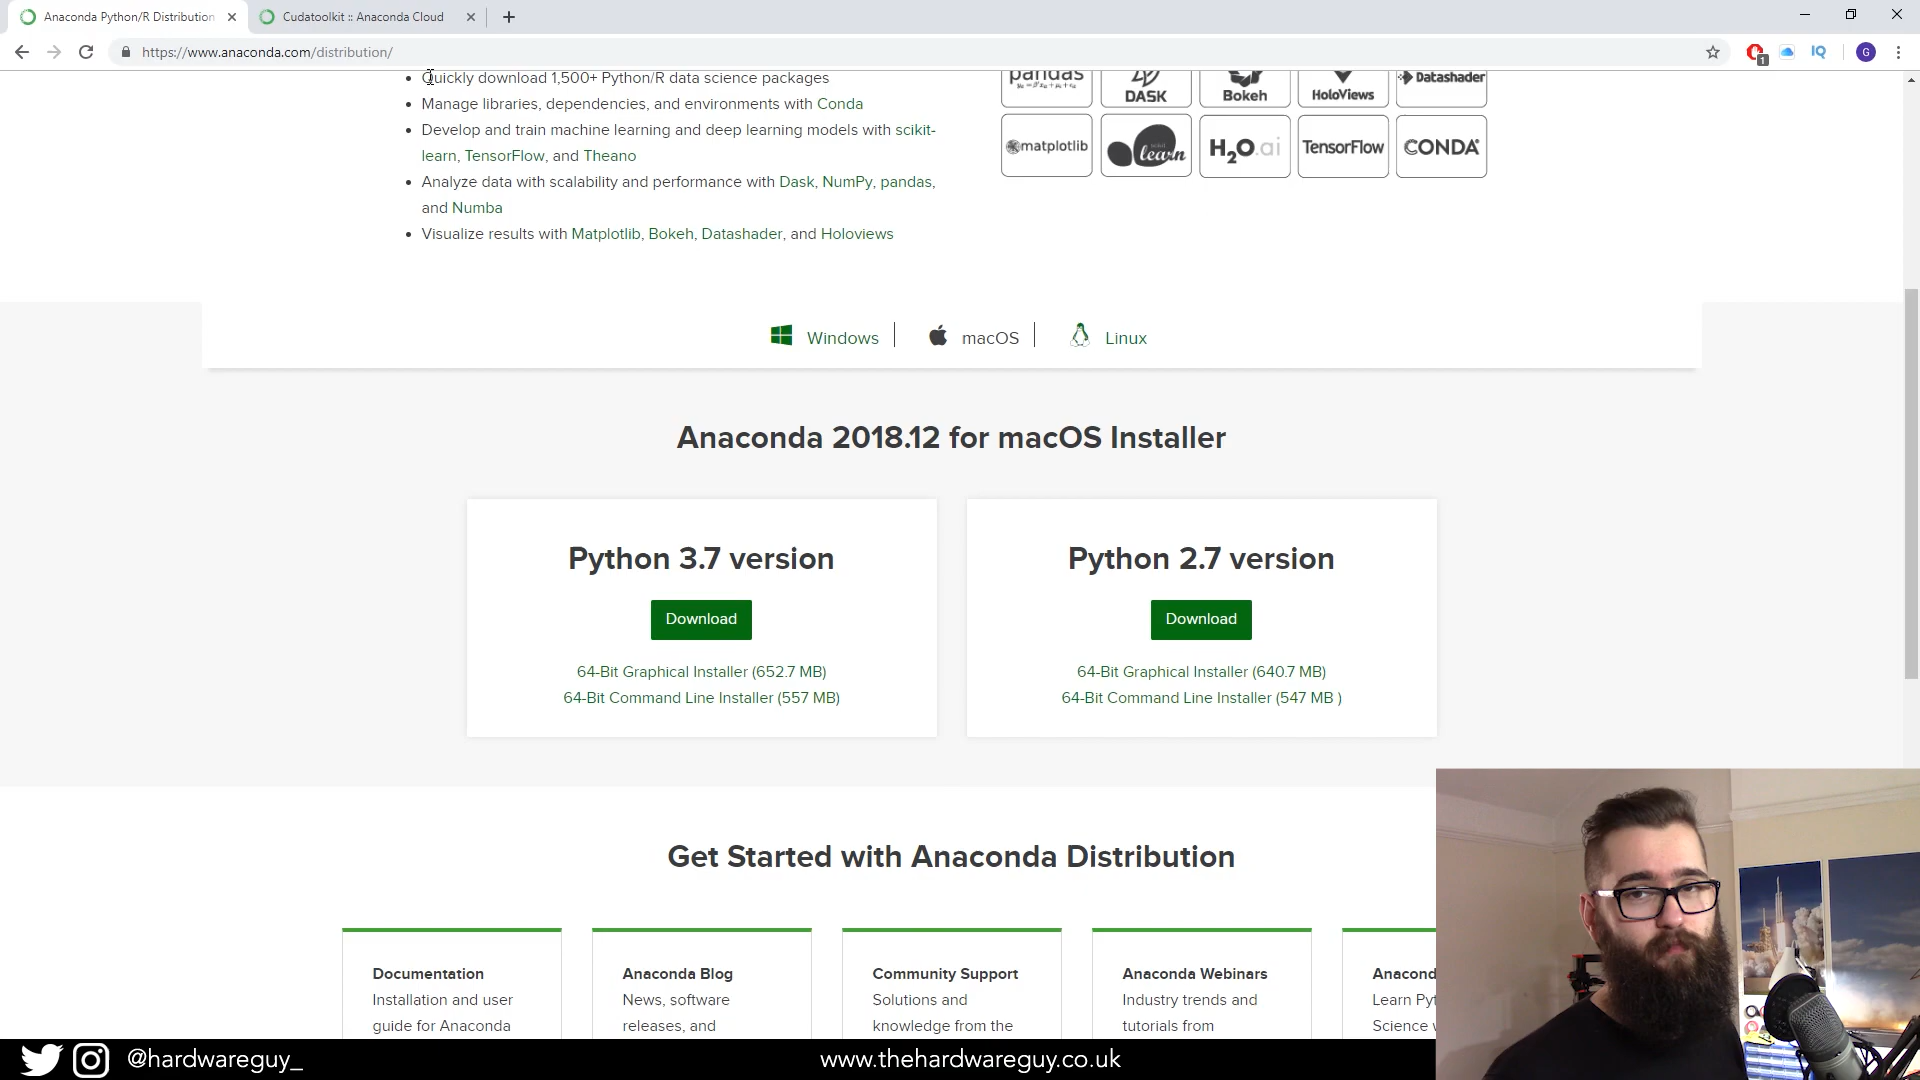 Anaconda Python/R Distribution
Cudatoolkit :: Anaconda Cloud
https://www.anaconda.com/distribution/
G
1
Quickly download 1,500+ Python/R data science packages
Manage libraries, dependencies, and environments with Conda
Develop and train machine learning and deep learning models with scikit-
learn, TensorFlow, and Theano
Analyze data with scalability and performance with Dask, NumPy, pandas,
and Numba
Visualize results with Matplotlib, Bokeh, Datashader, and Holoviews
pandas
DASK
Bokeh
HoloViews
Datashader
matplotlib
scikit
learn
H2O.ai
TensorFlow
CONDA
Windows
macOS
Linux
Anaconda 2018.12 for macOS Installer
Python 3.7 version
Download
64-Bit Graphical Installer (652.7 MB)
64-Bit Command Line Installer (557 MB)
Python 2.7 version
Download
64-Bit Graphical Installer (640.7 MB)
64-Bit Command Line Installer (547 MB )
Get Started with Anaconda Distribution
Documentation
Installation and user
guide for Anaconda
Anaconda Blog
News, software
releases, and
Community Support
Solutions and
knowledge from the
Anaconda Webinars
Industry trends and
tutorials from
Anacond
Learn Pyt
Science
@hardwareguy_
www.thehardwareguy.co.uk